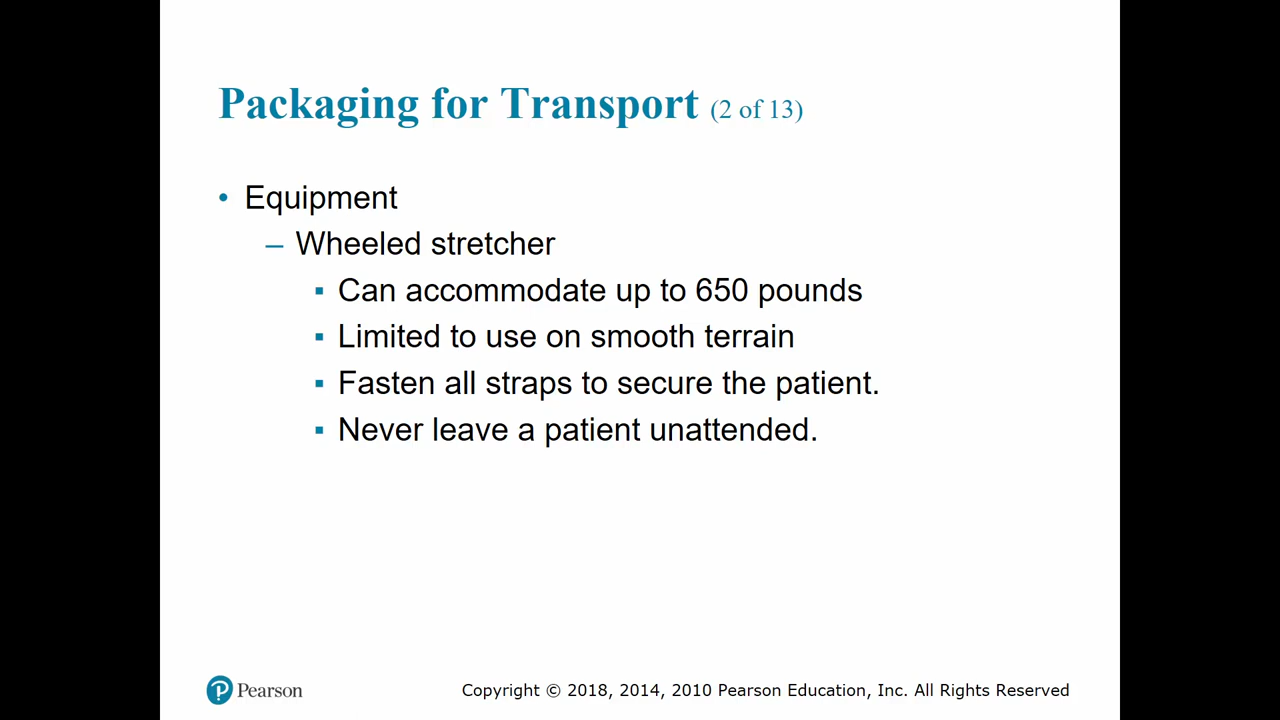 Packaging for Transport (2 of 13)
• Equipment
– Wheeled stretcher
▪ Can accommodate up to 650 pounds
▪ Limited to use on smooth terrain
▪ Fasten all straps to secure the patient.
▪ Never leave a patient unattended.
P Pearson
Copyright © 2018, 2014, 2010 Pearson Education, Inc. All Rights Reserved